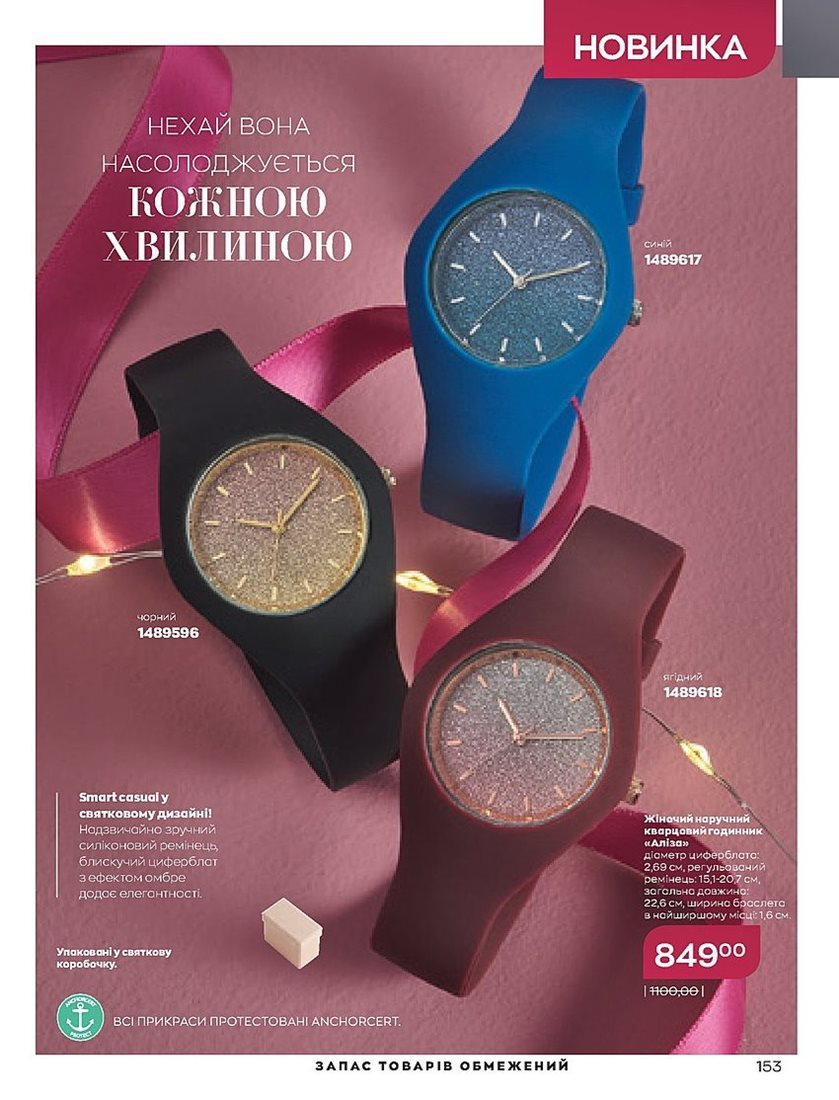 НОВИНКА
НЕХАЙ ВОНА
НАСОЛОДЖУЄТЬСЯ
КОЖНОЮ
ХВИЛИНОЮ
синій
1489617
чорний
1489596
ягідний
1489618
Smart casual у
святковому дизайні!
Надзвичайно зручний
силіконовий ремінець,
блискучий циферблат
з ефектом омбре
додає елегантності.
Жіночий наручний
кварцовий годинник
«Аліза»
діаметр циферблата:
2,69 см, регульований
ремінець: 15,1-20,7 см,
загальна довжина:
22,6 см, ширина браслета
в найширшому місці: 1,6 см.
849⁰⁰
| 1100,00 |
Упаковані у святкову
коробочку.
ANCHORCERT
PROTECT
ВСІ ПРИКРАСИ ПРОТЕСТОВАНІ ANCHORCERT.
ЗАПАС ТОВАРІВ ОБМЕЖЕНИЙ
153